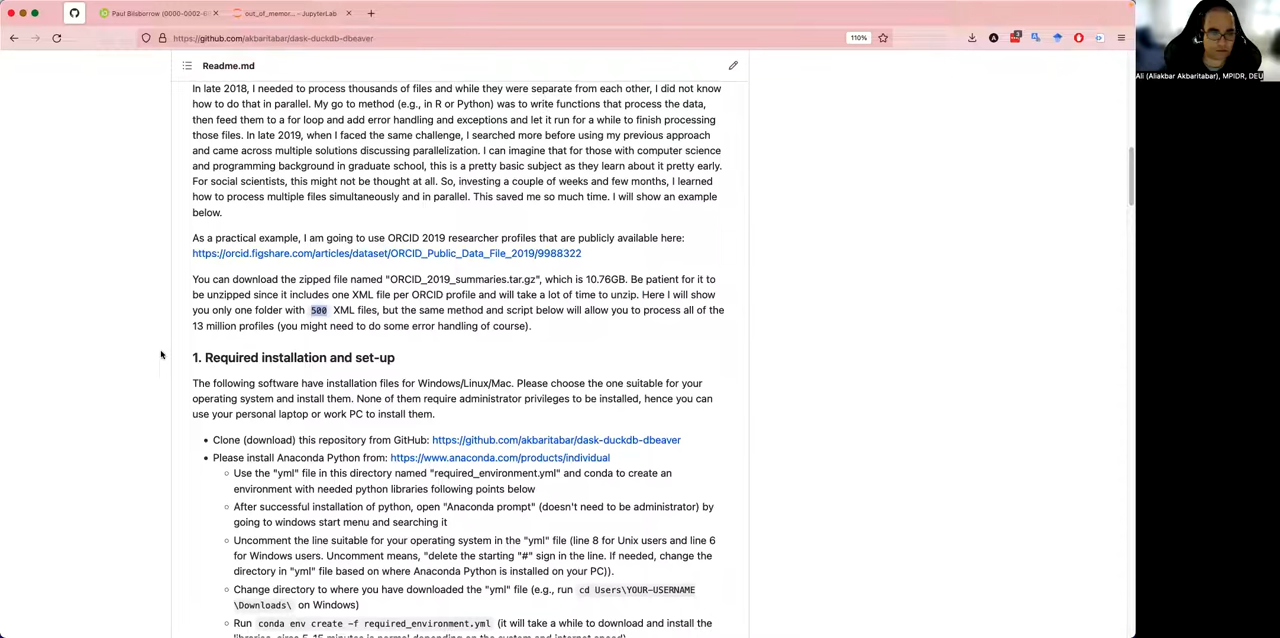 Paul Bilsborrow (0000-0002-6
out_of_memor... - JupyterLab
https://github.com/akbaritabar/dask-duckdb-dbeaver
110%
3
Ali (Aliakbar Akbaritabar), MPIDR, DEU
Readme.md
In late 2018, I needed to process thousands of files and while they were separate from each other, I did not know
how to do that in parallel. My go to method (e.g., in R or Python) was to write functions that process the data,
then feed them to a for loop and add error handling and exceptions and let it run for a while to finish processing
those files. In late 2019, when I faced the same challenge, I searched more before using my previous approach
and came across multiple solutions discussing parallelization. I can imagine that for those with computer science
and programming background in graduate school, this is a pretty basic subject as they learn about it pretty early.
For social scientists, this might not be thought at all. So, investing a couple of weeks and few months, I learned
how to process multiple files simultaneously and in parallel. This saved me so much time. I will show an example
below.
As a practical example, I am going to use ORCID 2019 researcher profiles that are publicly available here:
https://orcid.figshare.com/articles/dataset/ORCID_Public_Data_File_2019/9988322
You can download the zipped file named "ORCID_2019_summaries.tar.gz", which is 10.76GB. Be patient for it to
be unzipped since it includes one XML file per ORCID profile and will take a lot of time to unzip. Here I will show
you only one folder with 500 XML files, but the same method and script below will allow you to process all of the
13 million profiles (you might need to do some error handling of course).
1. Required installation and set-up
The following software have installation files for Windows/Linux/Mac. Please choose the one suitable for your
operating system and install them. None of them require administrator privileges to be installed, hence you can
use your personal laptop or work PC to install them.
Clone (download) this repository from GitHub: https://github.com/akbaritabar/dask-duckdb-dbeaver
Please install Anaconda Python from: https://www.anaconda.com/products/individual
Use the "yml" file in this directory named "required_environment.yml" and conda to create an
environment with needed python libraries following points below
After successful installation of python, open "Anaconda prompt" (doesn't need to be administrator) by
going to windows start menu and searching it
Uncomment the line suitable for your operating system in the "yml" file (line 8 for Unix users and line 6
for Windows users. Uncomment means, "delete the starting "#" sign in the line. If needed, change the
directory in "yml" file based on where Anaconda Python is installed on your PC)).
Change directory to where you have downloaded the "yml" file (e.g., run cd Users\YOUR-USERNAME
\Downloads\ on Windows)
Run conda env create -f required_environment.yml (it will take a while to download and install the